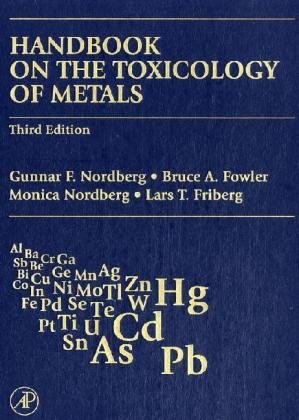 HANDBOOK
ON THE TOXICOLOGY
OF METALS
Third Edition
Gunnar F. Nordberg • Bruce A. Fowler
Monica Nordberg • Lars T. Friberg
Al Ba Cr Ga
Sb Be Ge Mn Ag
Bi Cu Ni Mo Tl Zn Hg
Co In Se Te W
Fe Pd Cd
Pt Ti U
Sn As Pb
AP